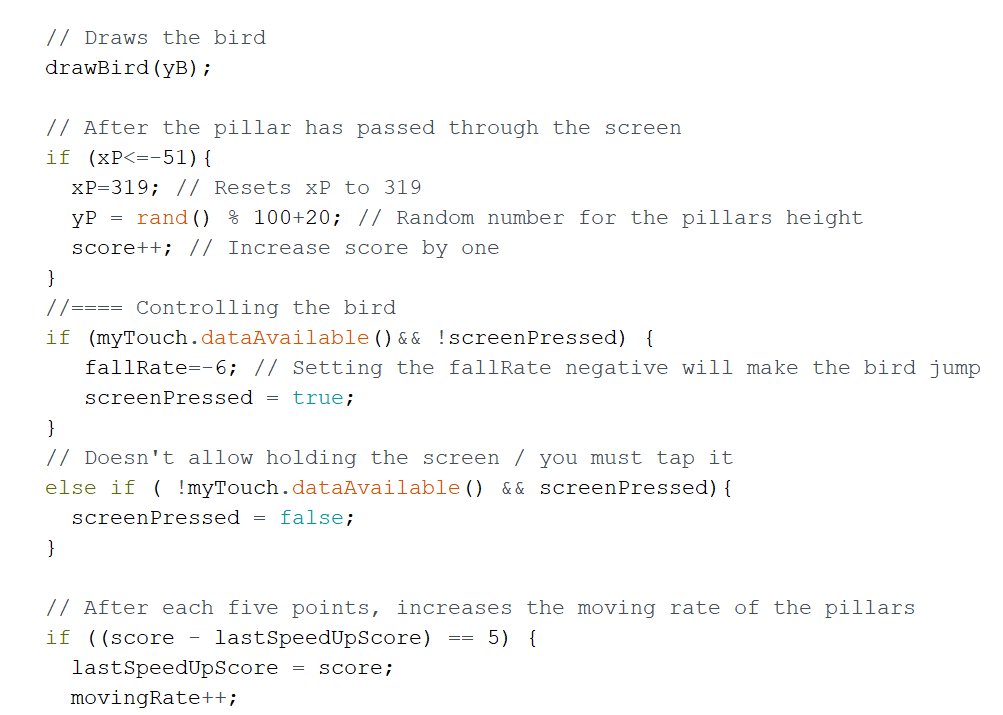 // Draws the bird
drawBird(yB);
// After the pillar has passed through the screen
if (xP<=-51){
xP=319; // Resets xP to 319
yP = rand() % 100+20; // Random number for the pillars height
score++; // Increase score by one
}
//==== Controlling the bird
if (myTouch.dataAvailable()&& !screenPressed) {
fallRate=-6; // Setting the fallRate negative will make the bird jump
screenPressed = true;
}
// Doesn't allow holding the screen / you must tap it
else if ( !myTouch.dataAvailable() && screenPressed){
screenPressed = false;
}
// After each five points, increases the moving rate of the pillars
if ((score - lastSpeedUpScore) == 5) {
lastSpeedUpScore = score;
movingRate++;